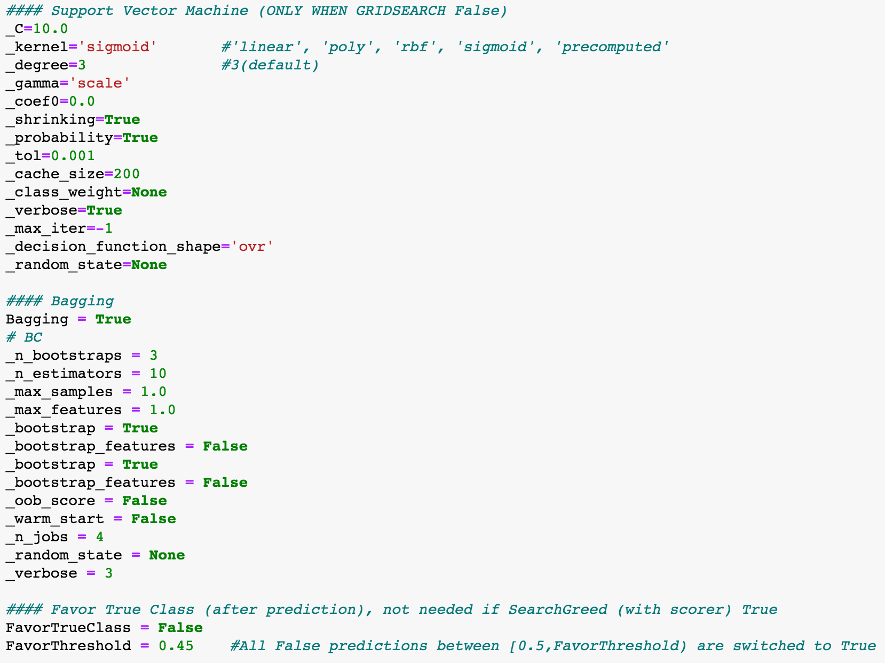 #### Support Vector Machine (ONLY WHEN GRIDSEARCH False)
_C=10.0
_kernel='sigmoid'       #'linear', 'poly', 'rbf', 'sigmoid', 'precomputed'
_degree=3               #3(default)
_gamma='scale'
_coef0=0.0
_shrinking=True
_probability=True
_tol=0.001
_cache_size=200
_class_weight=None
_verbose=True
_max_iter=-1
_decision_function_shape='ovr'
_random_state=None

#### Bagging
Bagging = True
# BC
_n_bootstraps = 3
_n_estimators = 10
_max_samples = 1.0
_max_features = 1.0
_bootstrap = True
_bootstrap_features = False
_bootstrap = True
_bootstrap_features = False
_oob_score = False
_warm_start = False
_n_jobs = 4
_random_state = None
_verbose = 3

#### Favor True Class (after prediction), not needed if SearchGreed (with scorer) True
FavorTrueClass = False
FavorThreshold = 0.45    #All False predictions between [0.5,FavorThreshold) are switched to True